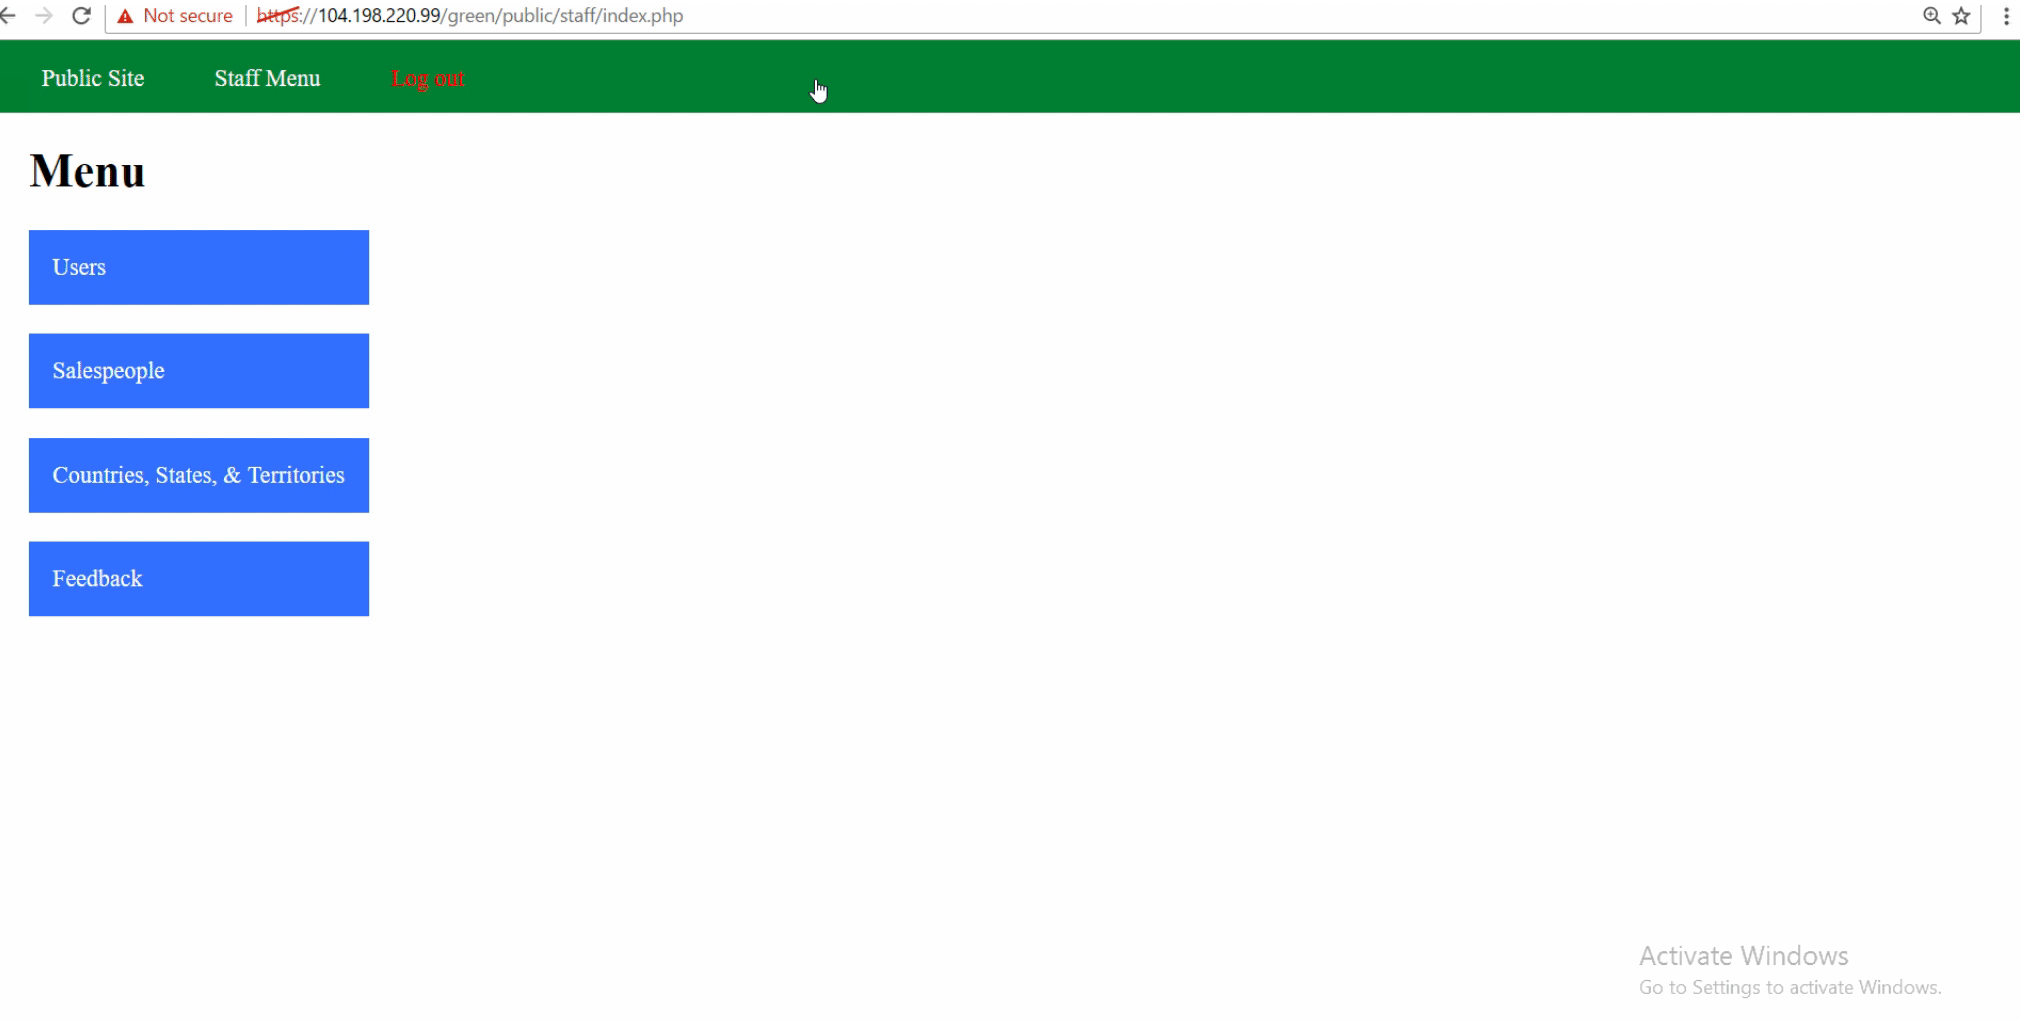 Not secure https://104.198.220.99/green/public/staff/index.php
Public Site Staff Menu Log out
Menu
Users
Salespeople
Countries, States, & Territories
Feedback
Activate Windows
Go to Settings to activate Windows.